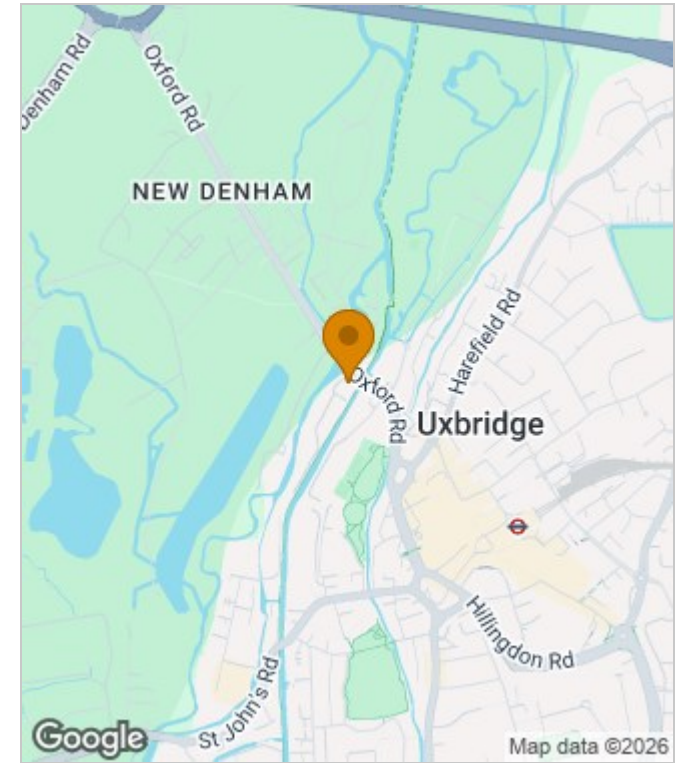 Denham Rd
Oxford Rd
NEW DENHAM
Harefield Rd
Oxford Rd
Uxbridge
Hillingdon Rd
St John's Rd
Google
Map data ©2026